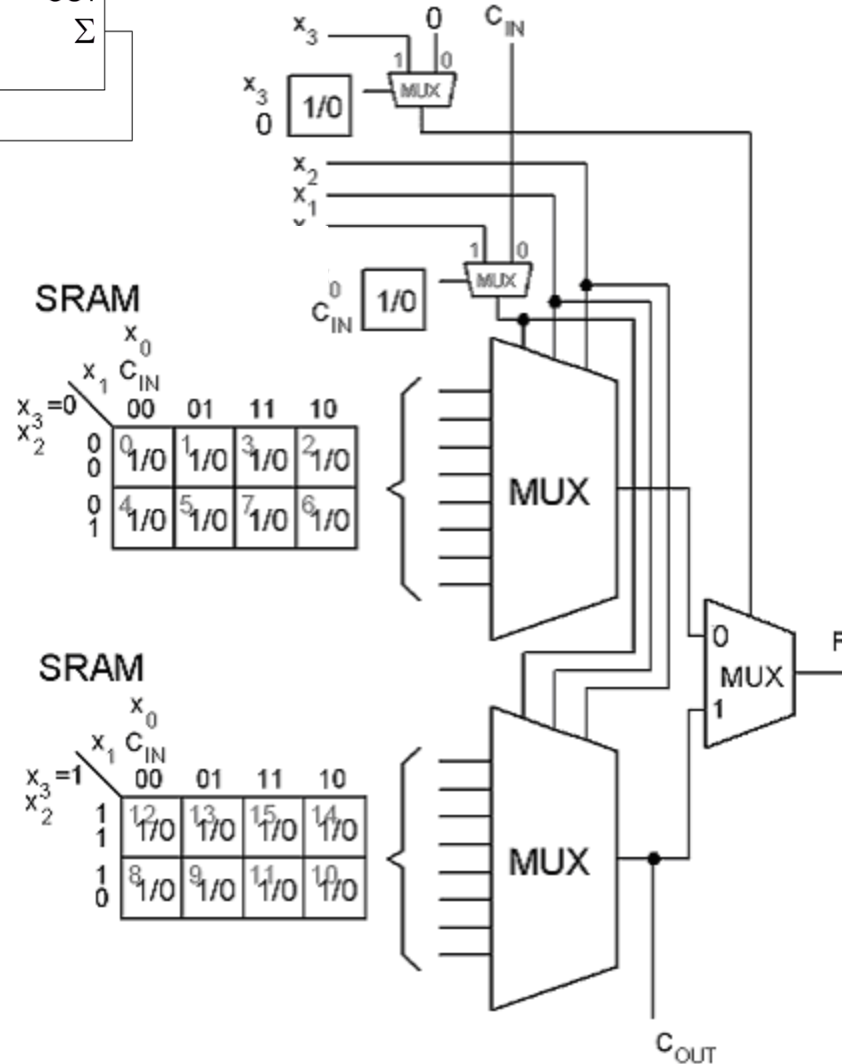 Σ
x3
0
CIN
1 0
MUX
x3
0
1/0
x2
x1
1 0
MUX
0
CIN
1/0
SRAM
x0
x1 CIN
x3=0
x2
00 01 11 10
0 0
0 1/0 1 1/0 3 1/0 2 1/0
0 1
4 1/0 5 1/0 7 1/0 6 1/0
MUX
0
MUX
1
SRAM
x0
x1 CIN
x3=1
x2
00 01 11 10
1 1
12 1/0 13 1/0 15 1/0 14 1/0
1 0
8 1/0 9 1/0 11 1/0 10 1/0
MUX
COUT